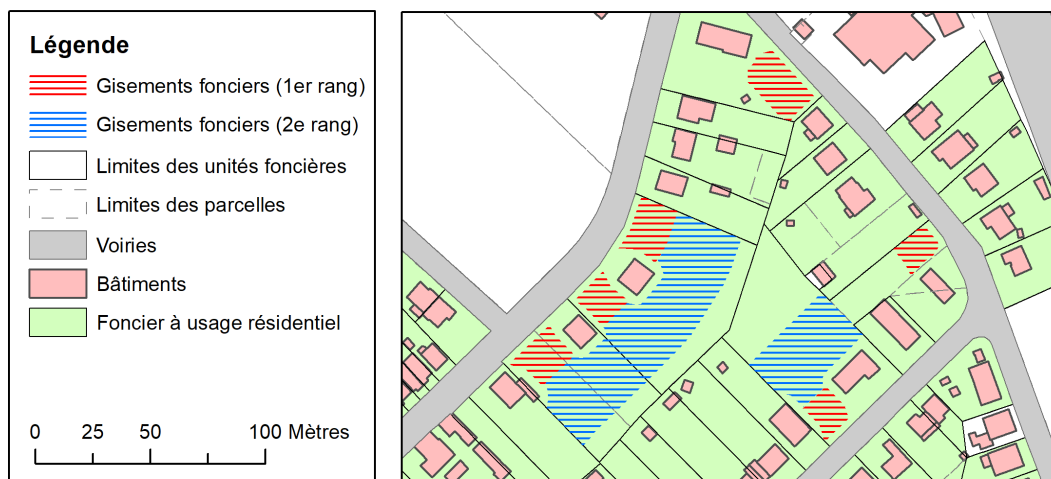 Légende
Gisements fonciers (1er rang)
Gisements fonciers (2e rang)
Limites des unités foncières
Limites des parcelles
Voiries
Bâtiments
Foncier à usage résidentiel
0 25 50 100 Mètres